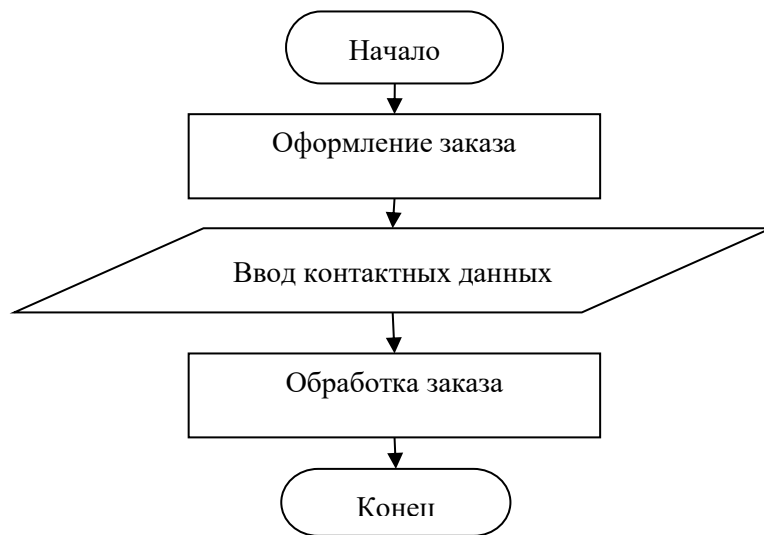 Начало
Оформление заказа
Ввод контактных данных
Обработка заказа
Конец